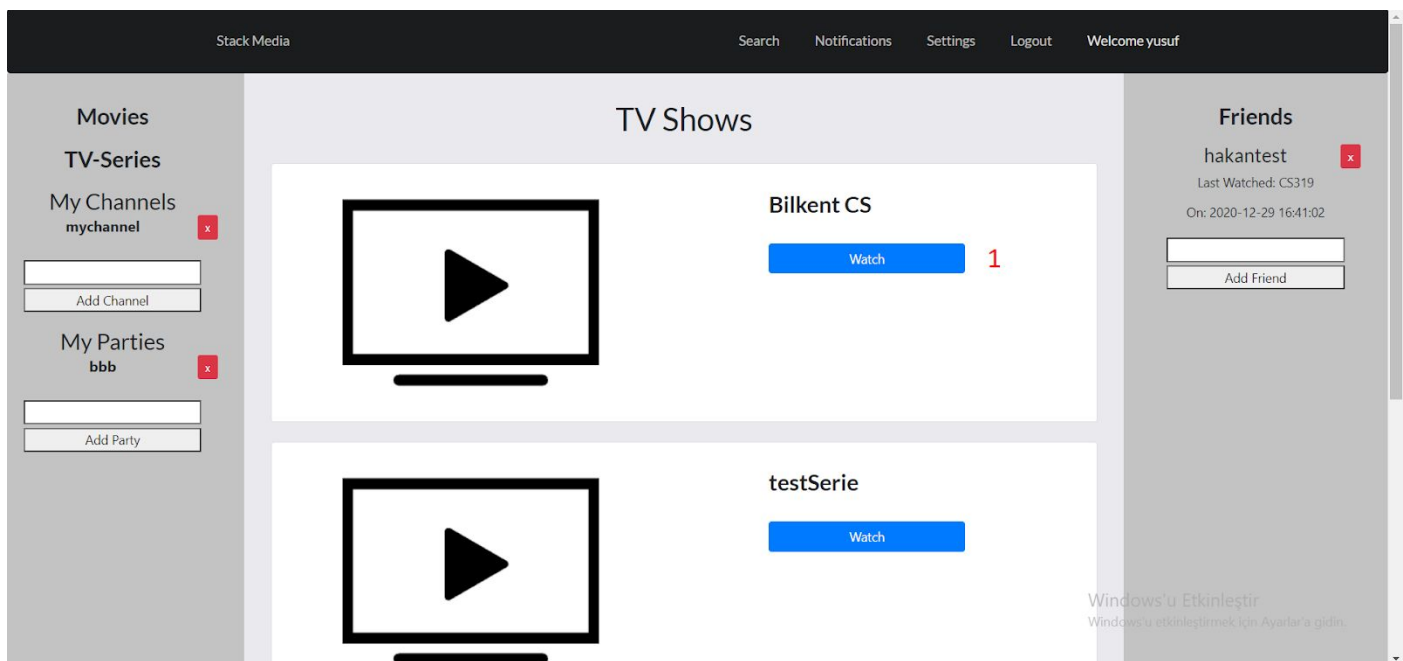 Stack Media
Search
Notifications
Settings
Logout
Welcome yusuf
Movies
TV-Series
My Channels
mychannel
x
Add Channel
My Parties
bbb
x
Add Party
TV Shows
Bilkent CS
Watch
1
testSerie
Watch
Friends
hakantest
x
Last Watched: CS319
On: 2020-12-29 16:41:02
Add Friend
Windows'u Etkinleştir
Windows'u etkinleştirmek için Ayarlar'a gidin.